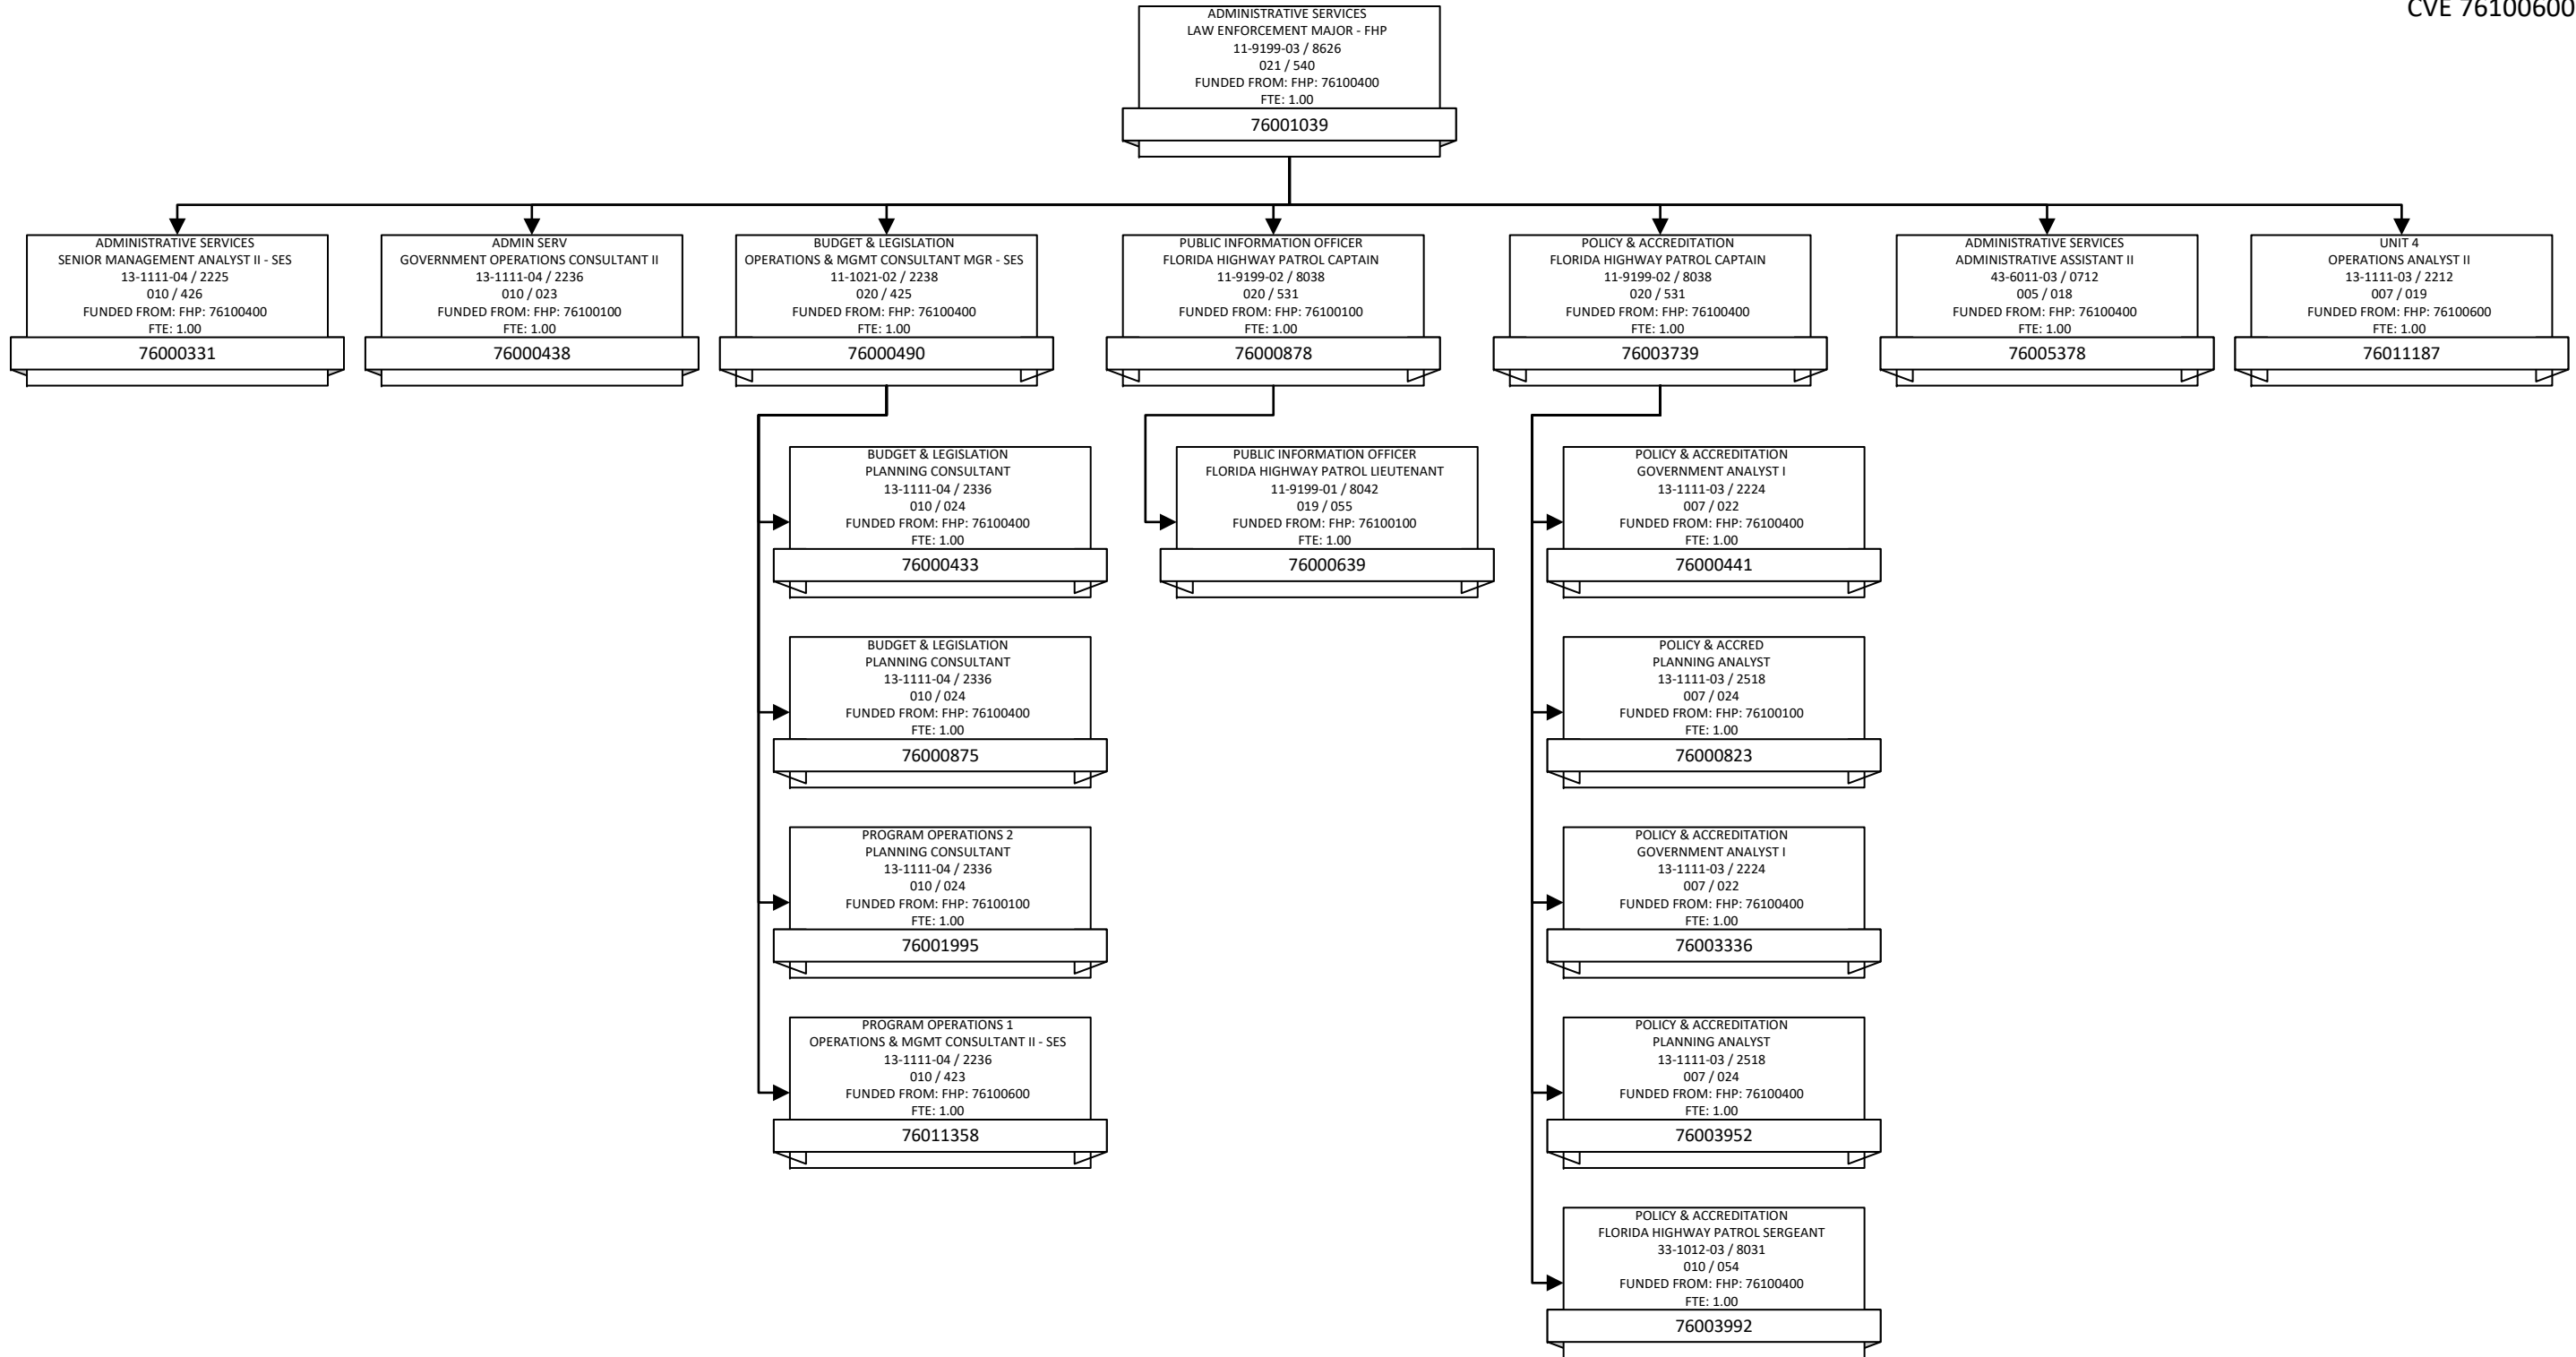 CVE 76100600
ADMINISTRATIVE SERVICES
LAW ENFORCEMENT MAJOR - FHP
11-9199-03 / 8626
021 / 540
FUNDED FROM: FHP: 76100400
FTE: 1.00
76001039
ADMINISTRATIVE SERVICES
SENIOR MANAGEMENT ANALYST II - SES
13-1111-04 / 2225
010 / 426
FUNDED FROM: FHP: 76100400
FTE: 1.00
76000331
ADMIN SERV
GOVERNMENT OPERATIONS CONSULTANT II
13-1111-04 / 2236
010 / 023
FUNDED FROM: FHP: 76100100
FTE: 1.00
76000438
BUDGET & LEGISLATION
OPERATIONS & MGMT CONSULTANT MGR - SES
11-1021-02 / 2238
020 / 425
FUNDED FROM: FHP: 76100400
FTE: 1.00
76000490
PUBLIC INFORMATION OFFICER
FLORIDA HIGHWAY PATROL CAPTAIN
11-9199-02 / 8038
020 / 531
FUNDED FROM: FHP: 76100100
FTE: 1.00
76000878
POLICY & ACCREDITATION
FLORIDA HIGHWAY PATROL CAPTAIN
11-9199-02 / 8038
020 / 531
FUNDED FROM: FHP: 76100400
FTE: 1.00
76003739
ADMINISTRATIVE SERVICES
ADMINISTRATIVE ASSISTANT II
43-6011-03 / 0712
005 / 018
FUNDED FROM: FHP: 76100400
FTE: 1.00
76005378
UNIT 4
OPERATIONS ANALYST II
13-1111-03 / 2212
007 / 019
FUNDED FROM: FHP: 76100600
FTE: 1.00
76011187
BUDGET & LEGISLATION
PLANNING CONSULTANT
13-1111-04 / 2336
010 / 024
FUNDED FROM: FHP: 76100400
FTE: 1.00
76000433
BUDGET & LEGISLATION
PLANNING CONSULTANT
13-1111-04 / 2336
010 / 024
FUNDED FROM: FHP: 76100400
FTE: 1.00
76000875
PROGRAM OPERATIONS 2
PLANNING CONSULTANT
13-1111-04 / 2336
010 / 024
FUNDED FROM: FHP: 76100100
FTE: 1.00
76001995
PROGRAM OPERATIONS 1
OPERATIONS & MGMT CONSULTANT II - SES
13-1111-04 / 2236
010 / 423
FUNDED FROM: FHP: 76100600
FTE: 1.00
76011358
PUBLIC INFORMATION OFFICER
FLORIDA HIGHWAY PATROL LIEUTENANT
11-9199-01 / 8042
019 / 055
FUNDED FROM: FHP: 76100100
FTE: 1.00
76000639
POLICY & ACCREDITATION
GOVERNMENT ANALYST I
13-1111-03 / 2224
007 / 022
FUNDED FROM: FHP: 76100400
FTE: 1.00
76000441
POLICY & ACCRED
PLANNING ANALYST
13-1111-03 / 2518
007 / 024
FUNDED FROM: FHP: 76100100
FTE: 1.00
76000823
POLICY & ACCREDITATION
GOVERNMENT ANALYST I
13-1111-03 / 2224
007 / 022
FUNDED FROM: FHP: 76100400
FTE: 1.00
76003336
POLICY & ACCREDITATION
PLANNING ANALYST
13-1111-03 / 2518
007 / 024
FUNDED FROM: FHP: 76100400
FTE: 1.00
76003952
POLICY & ACCREDITATION
FLORIDA HIGHWAY PATROL SERGEANT
33-1012-03 / 8031
010 / 054
FUNDED FROM: FHP: 76100400
FTE: 1.00
76003992